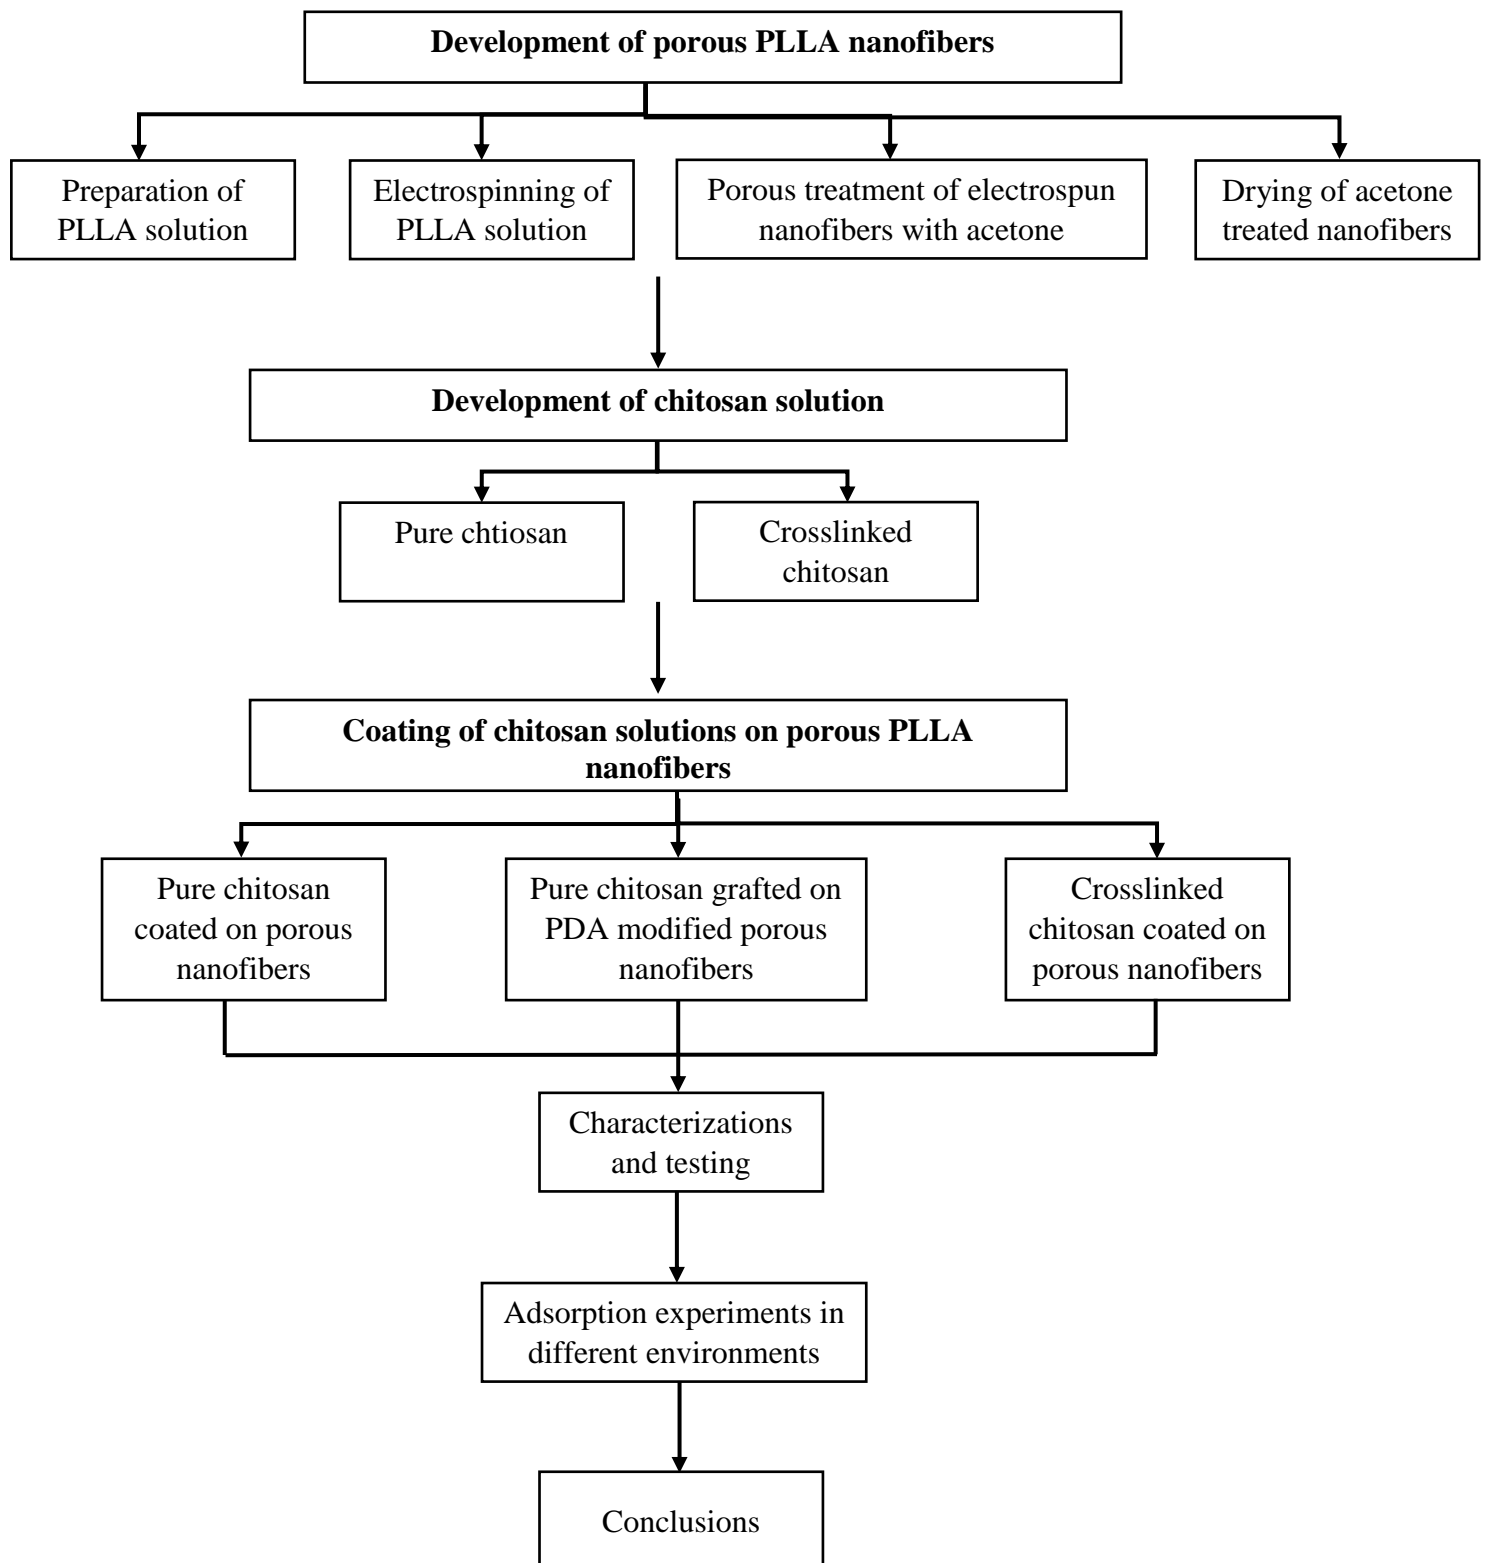 Development of porous PLLA nanofibers
Preparation of
PLLA solution
Electrospinning of
PLLA solution
Porous treatment of electrospun
nanofibers with acetone
Drying of acetone
treated nanofibers
Development of chitosan solution
Pure chtiosan
Crosslinked
chitosan
Coating of chitosan solutions on porous PLLA
nanofibers
Pure chitosan
coated on porous
nanofibers
Pure chitosan grafted on
PDA modified porous
nanofibers
Crosslinked
chitosan coated on
porous nanofibers
Characterizations
and testing
Adsorption experiments in
different environments
Conclusions